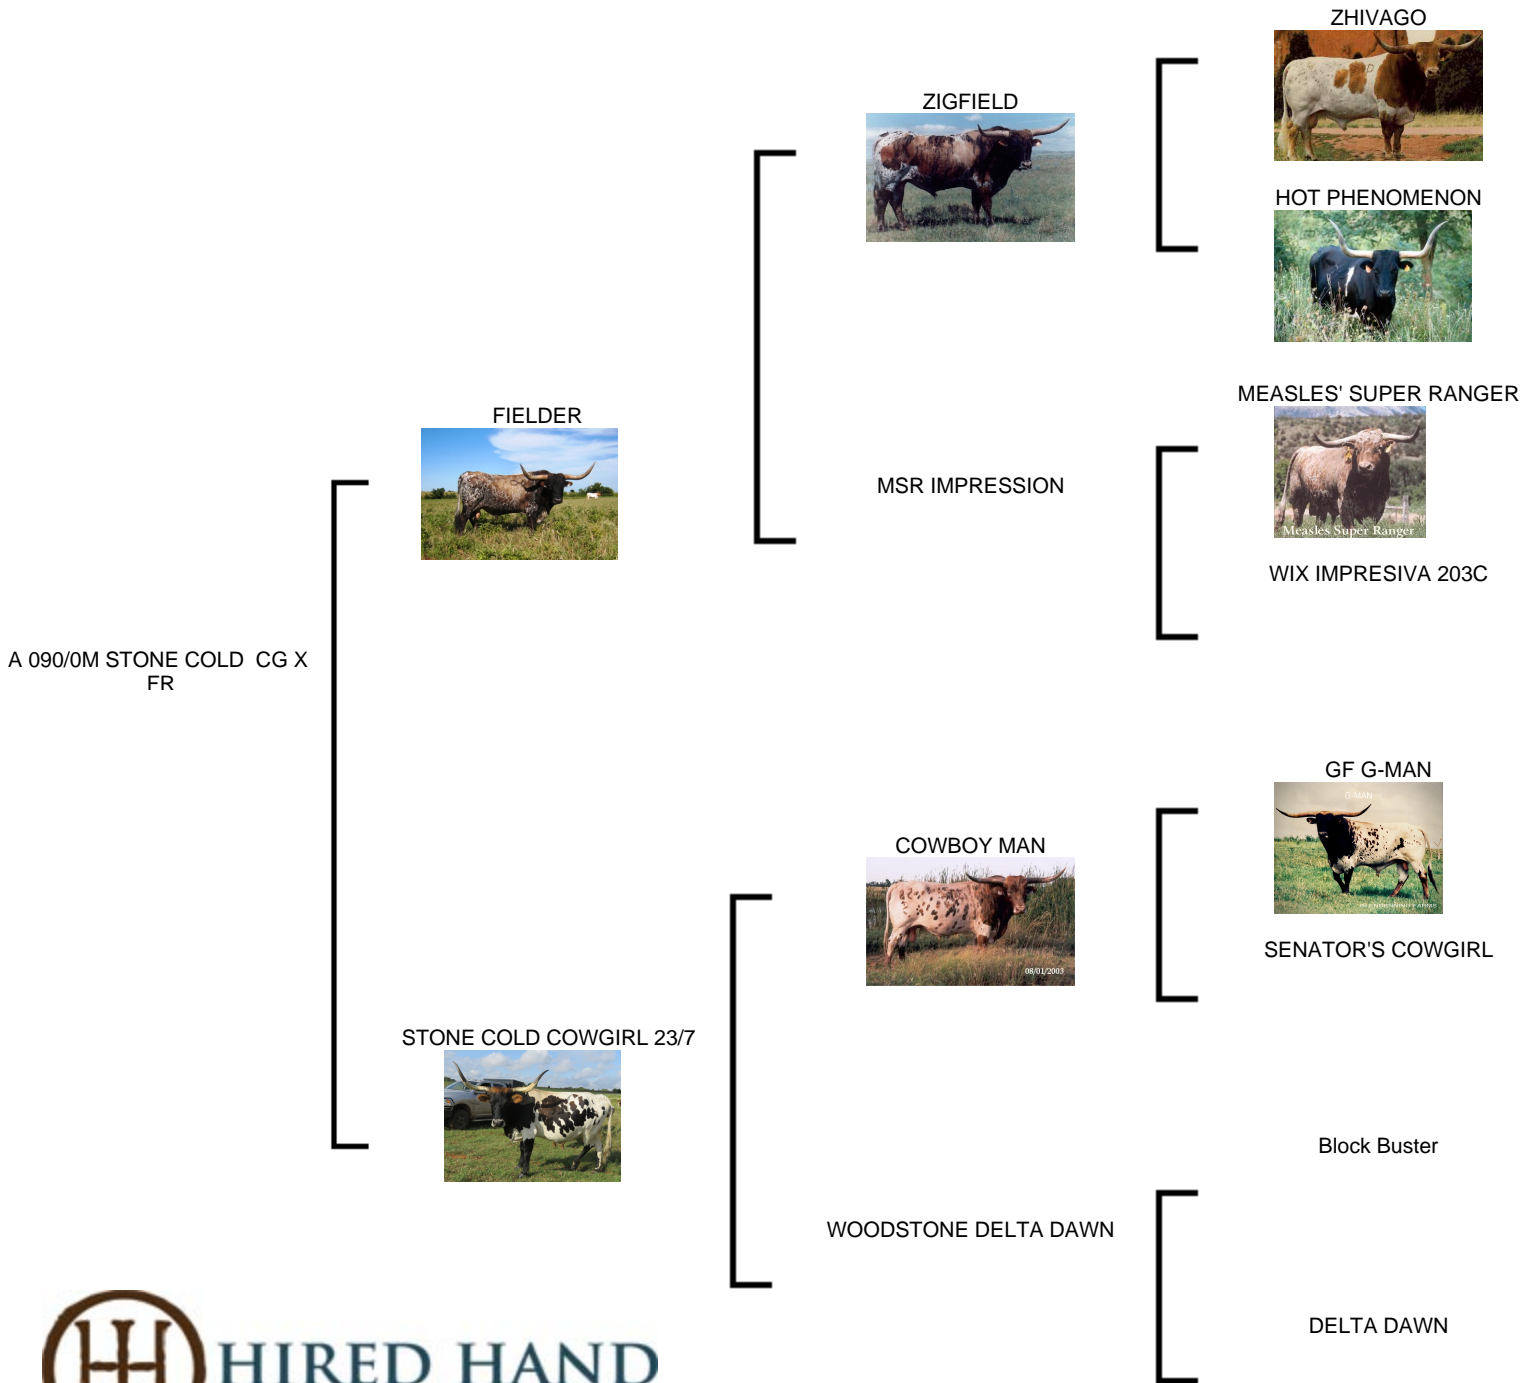 ZHIVAGO
ZIGFIELD
HOT PHENOMENON
MEASLES' SUPER RANGER
FIELDER
MSR IMPRESSION
Measles Super Ranger
WIX IMPRESIVA 203C
A 090/0M STONE COLD  CG X
FR
GF G-MAN
G-MAN
COWBOY MAN
SENATOR'S COWGIRL
08/01/2003
STONE COLD COWGIRL 23/7
Block Buster
WOODSTONE DELTA DAWN
DELTA DAWN
HIRED HAND